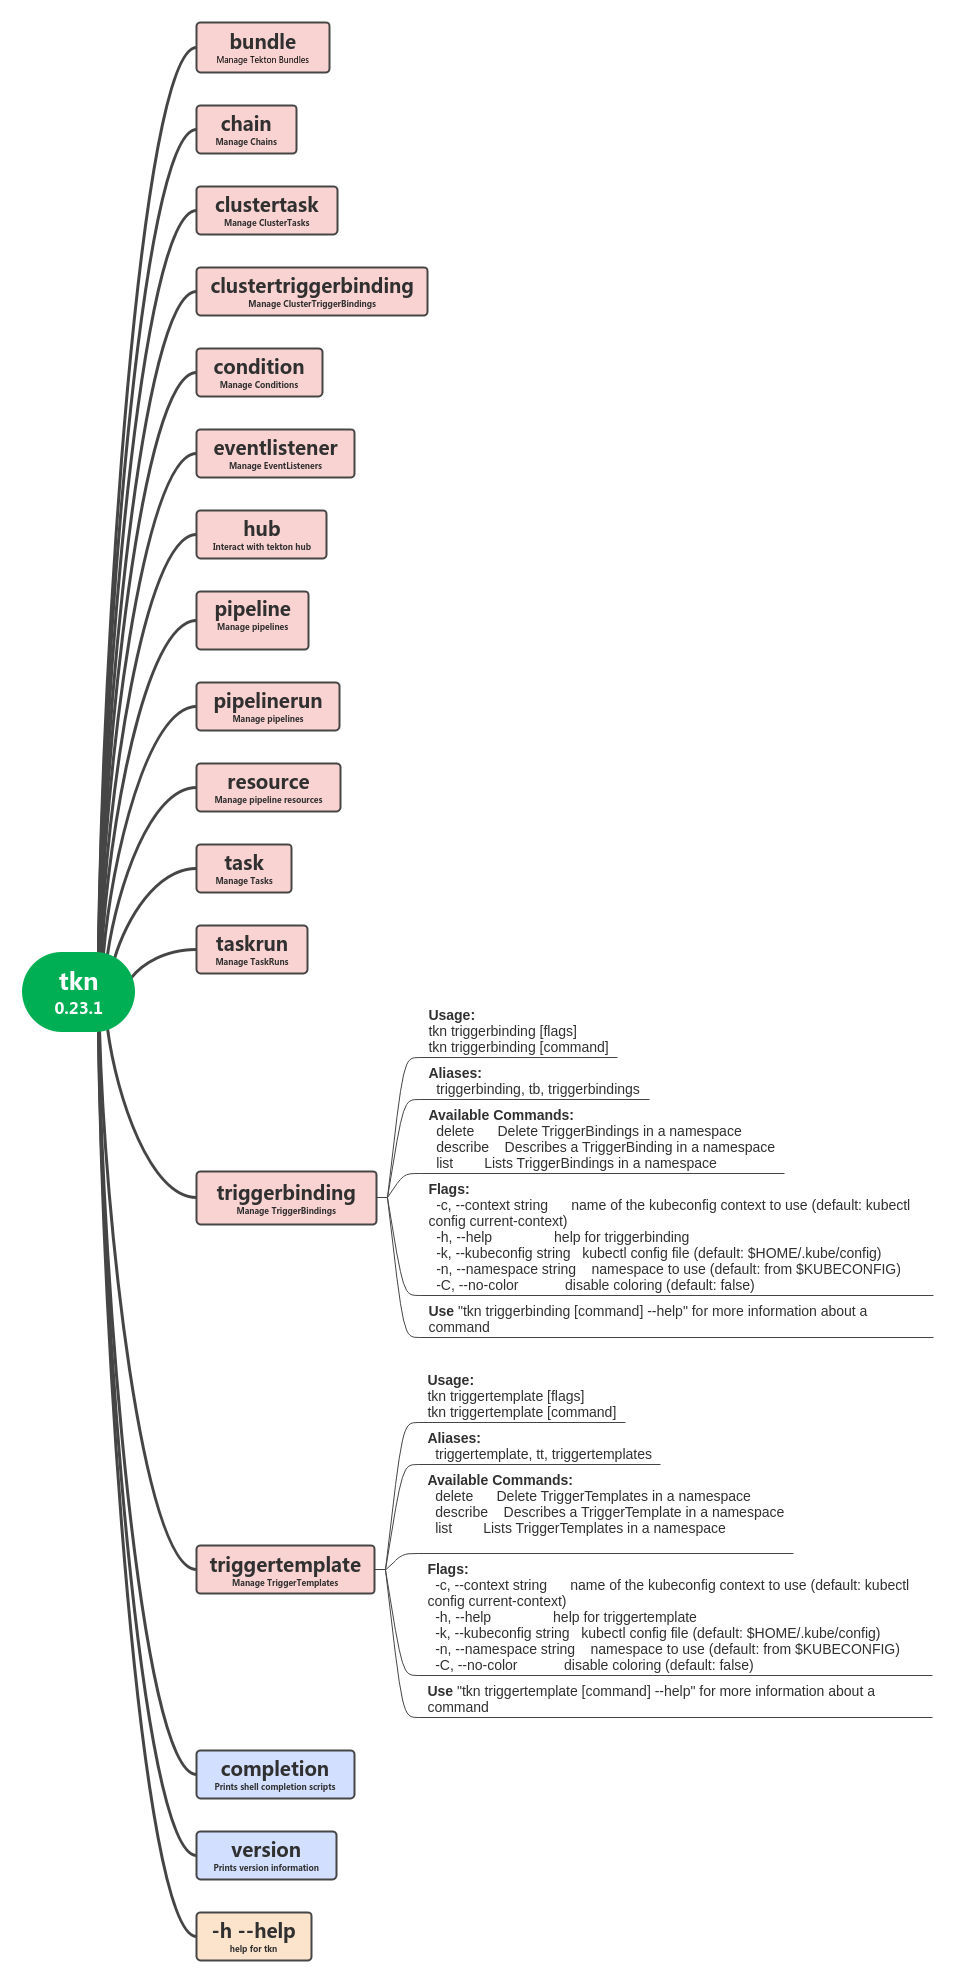 bundle
Manage Tekton Bundles
chain
Manage Chains
clustertask
Manage ClusterTasks
clustertriggerbinding
Manage ClusterTriggerBindings
condition
Manage Conditions
eventlistener
Manage EventListeners
hub
Interact with tekton hub
pipeline
Manage pipelines
pipelinerun
Manage pipelines
resource
Manage pipeline resources
task
Manage Tasks
taskrun
Manage TaskRuns
tkn
0.23.1
triggerbinding
Manage TriggerBindings
Usage:
tkn triggerbinding [flags]
tkn triggerbinding [command]
Aliases:
triggerbinding, tb, triggerbindings
Available Commands:
delete      Delete TriggerBindings in a namespace
describe    Describes a TriggerBinding in a namespace
list        Lists TriggerBindings in a namespace
Flags:
-c, --context string      name of the kubeconfig context to use (default: kubectl
config current-context)
-h, --help                help for triggerbinding
-k, --kubeconfig string   kubectl config file (default: $HOME/.kube/config)
-n, --namespace string    namespace to use (default: from $KUBECONFIG)
-C, --no-color            disable coloring (default: false)
Use "tkn triggerbinding [command] --help" for more information about a
command
triggertemplate
Manage TriggerTemplates
Usage:
tkn triggertemplate [flags]
tkn triggertemplate [command]
Aliases:
triggertemplate, tt, triggertemplates
Available Commands:
delete      Delete TriggerTemplates in a namespace
describe    Describes a TriggerTemplate in a namespace
list        Lists TriggerTemplates in a namespace
Flags:
-c, --context string      name of the kubeconfig context to use (default: kubectl
config current-context)
-h, --help                help for triggertemplate
-k, --kubeconfig string   kubectl config file (default: $HOME/.kube/config)
-n, --namespace string    namespace to use (default: from $KUBECONFIG)
-C, --no-color            disable coloring (default: false)
Use "tkn triggertemplate [command] --help" for more information about a
command
completion
Prints shell completion scripts
version
Prints version information
-h --help
help for tkn